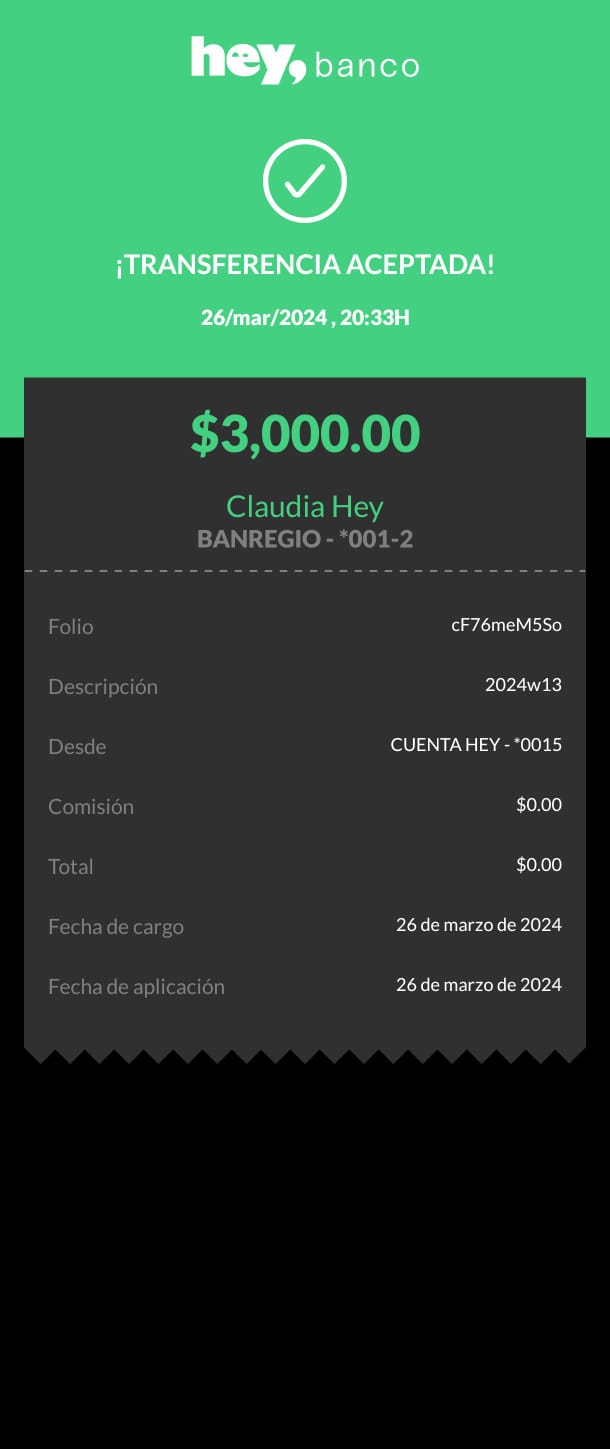 hey, banco
¡TRANSFERENCIA ACEPTADA!
26/mar/2024 , 20:33H
$3,000.00
Claudia Hey
BANREGIO - *001-2
Folio cF76meM5So
Descripción 2024w13
Desde CUENTA HEY - *0015
Comisión $0.00
Total $0.00
Fecha de cargo 26 de marzo de 2024
Fecha de aplicación 26 de marzo de 2024